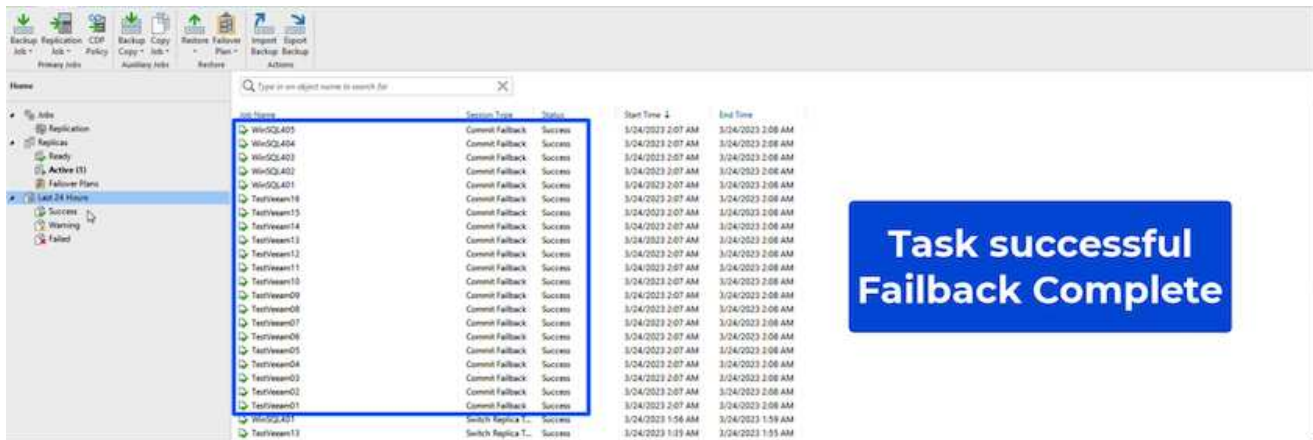 Backup Replication CDP Backup Copy Restore Failover Import Export
Job Job Policy Copy Job Plan Backup Backup
Primary Jobs Auxiliary Jobs Restore Actions
Home
Type in an object name to search for
Jobs
Replication
Replicas
Ready
Active (1)
Failover Plans
Last 24 Hours
Success
Warning
Failed
Job Name Session Type Status Start Time End Time
WinSQL405 Commit Failback Success 3/24/2023 2:07 AM 3/24/2023 2:08 AM
WinSQL404 Commit Failback Success 3/24/2023 2:07 AM 3/24/2023 2:08 AM
WinSQL403 Commit Failback Success 3/24/2023 2:07 AM 3/24/2023 2:08 AM
WinSQL402 Commit Failback Success 3/24/2023 2:07 AM 3/24/2023 2:08 AM
WinSQL401 Commit Failback Success 3/24/2023 2:07 AM 3/24/2023 2:08 AM
TestVeeam16 Commit Failback Success 3/24/2023 2:07 AM 3/24/2023 2:08 AM
TestVeeam15 Commit Failback Success 3/24/2023 2:07 AM 3/24/2023 2:08 AM
TestVeeam14 Commit Failback Success 3/24/2023 2:07 AM 3/24/2023 2:08 AM
TestVeeam13 Commit Failback Success 3/24/2023 2:07 AM 3/24/2023 2:08 AM
TestVeeam12 Commit Failback Success 3/24/2023 2:07 AM 3/24/2023 2:08 AM
TestVeeam11 Commit Failback Success 3/24/2023 2:07 AM 3/24/2023 2:08 AM
TestVeeam10 Commit Failback Success 3/24/2023 2:07 AM 3/24/2023 2:08 AM
TestVeeam09 Commit Failback Success 3/24/2023 2:07 AM 3/24/2023 2:08 AM
TestVeeam08 Commit Failback Success 3/24/2023 2:07 AM 3/24/2023 2:08 AM
TestVeeam07 Commit Failback Success 3/24/2023 2:07 AM 3/24/2023 2:08 AM
TestVeeam06 Commit Failback Success 3/24/2023 2:07 AM 3/24/2023 2:08 AM
TestVeeam05 Commit Failback Success 3/24/2023 2:07 AM 3/24/2023 2:08 AM
TestVeeam04 Commit Failback Success 3/24/2023 2:07 AM 3/24/2023 2:08 AM
TestVeeam03 Commit Failback Success 3/24/2023 2:07 AM 3/24/2023 2:08 AM
TestVeeam02 Commit Failback Success 3/24/2023 2:07 AM 3/24/2023 2:08 AM
TestVeeam01 Commit Failback Success 3/24/2023 2:07 AM 3/24/2023 2:08 AM
WinSQL401 Switch Replica T... Success 3/24/2023 1:56 AM 3/24/2023 1:59 AM
TestVeeam13 Switch Replica T... Success 3/24/2023 1:35 AM 3/24/2023 1:55 AM
Task successful
Failback Complete